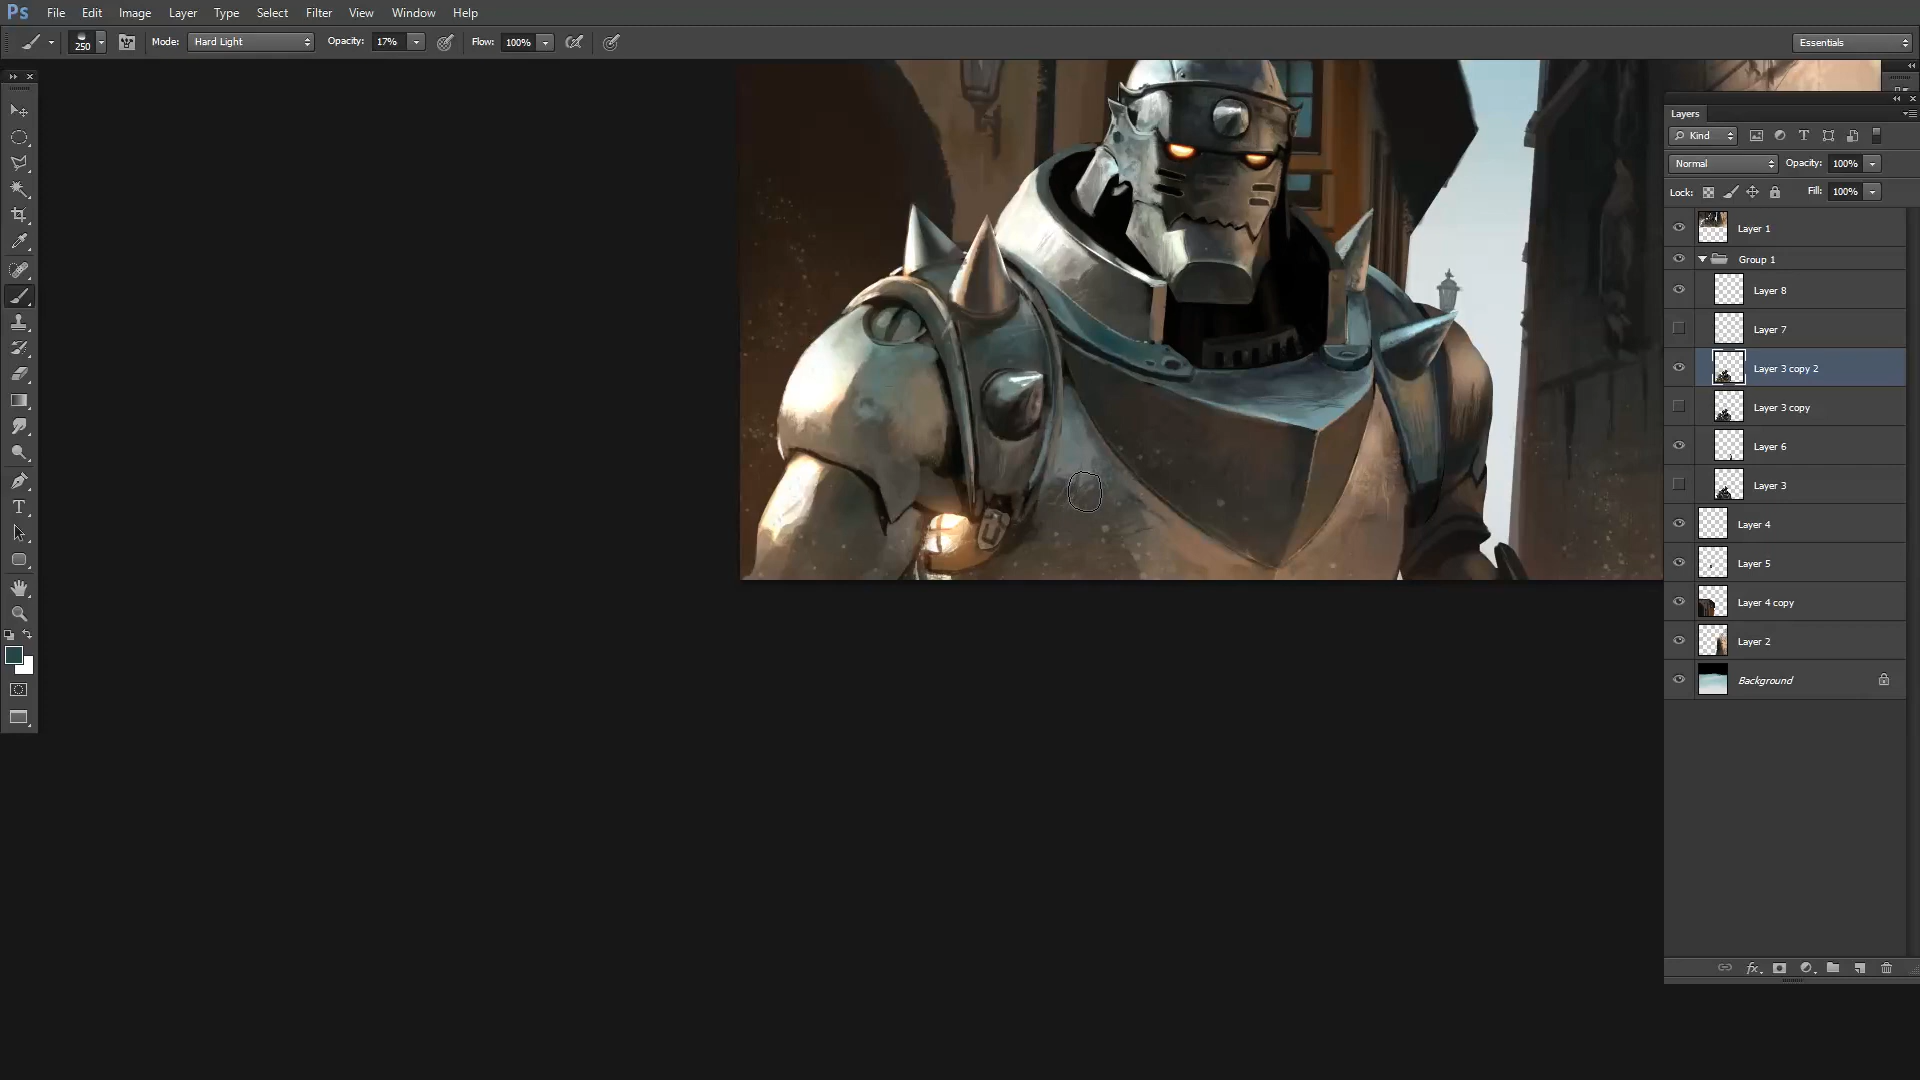 Ps File Edit Image Layer Type Select Filter View Window Help
250 Mode: Hard Light Opacity: 17% Flow: 100% Essentials
Layers
Kind
Normal Opacity: 100%
Lock: Fill: 100%
Layer 1
Group 1
Layer 8
Layer 7
Layer 3 copy 2
Layer 3 copy
Layer 6
Layer 3
Layer 4
Layer 5
Layer 4 copy
Layer 2
Background